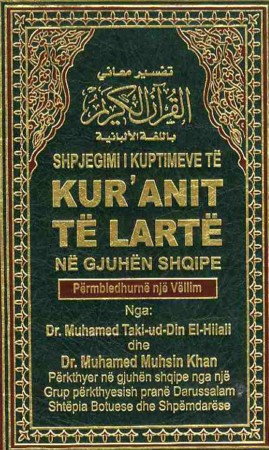 تفسير معاني
القرآن الكريم
باللغة الألبانية
SHPJEGIMI I KUPTIMEVE TË
KUR'ANIT
TË LARTË
NË GJUHËN SHQIPE
Përmbledhurnë një Vëllim
Nga:
Dr. Muhamed Taki-ud-Din El-Hilali
dhe
Dr. Muhamed Muhsin Khan
Përkthyer në gjuhën shqipe nga një
Grup përkthyesish pranë Darussalam
Shtëpia Botuese dhe Shpërndarëse